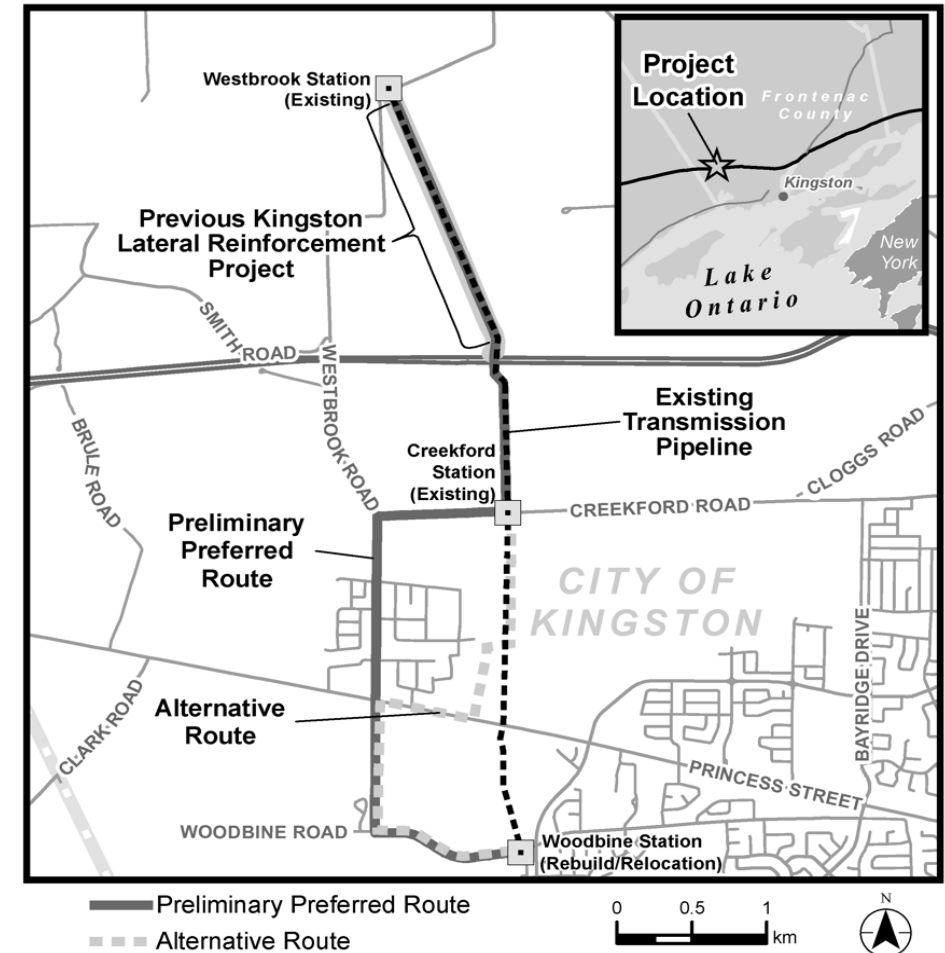 Westbrook Station
(Existing)
Project
Location
Frontenac
County
Kingston
New
York
Lake
Ontario
Previous Kingston
Lateral Reinforcement
Project
SMITH
ROAD
WESTBROOK ROAD
BRULE ROAD
Existing
Transmission
Pipeline
CLOGGS ROAD
Creekford
Station
(Existing)
CREEKFORD ROAD
Preliminary
Preferred
Route
CITY OF
KINGSTON
BAYRIDGE DRIVE
Alternative
Route
CLARK ROAD
PRINCESS STREET
WOODBINE ROAD
Woodbine Station
(Rebuild/Relocation)
Preliminary Preferred Route
Alternative Route
0 0.5 1
km
N